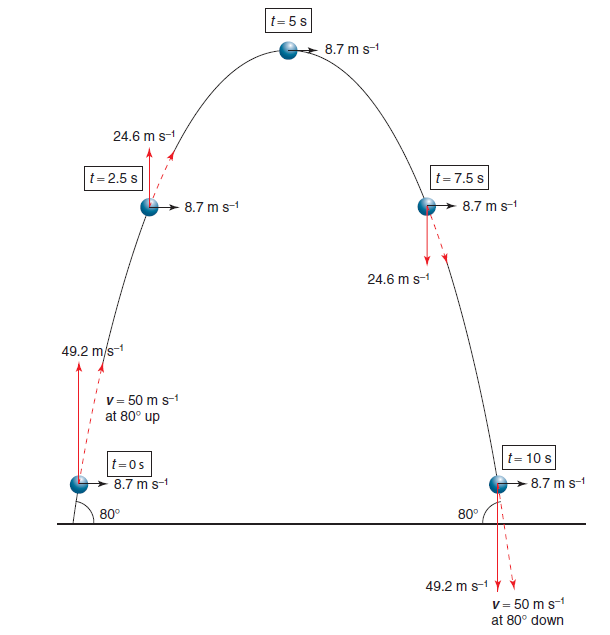 t = 5 s
8.7 m s⁻¹
24.6 m s⁻¹
t = 2.5 s
8.7 m s⁻¹
t = 7.5 s
8.7 m s⁻¹
24.6 m s⁻¹
49.2 m s⁻¹
v = 50 m s⁻¹
at 80° up
t = 0 s
8.7 m s⁻¹
80°
t = 10 s
8.7 m s⁻¹
80°
49.2 m s⁻¹
v = 50 m s⁻¹
at 80° down